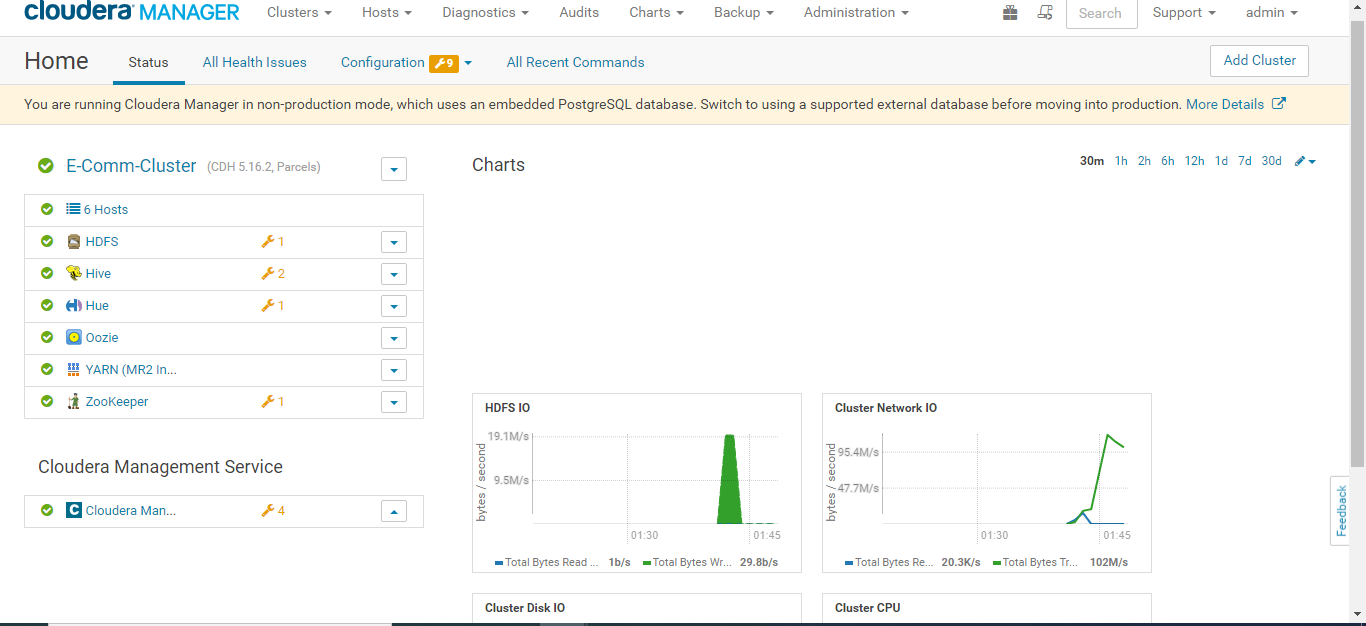 cloudera MANAGER Clusters Hosts Diagnostics Audits Charts Backup Administration Search Support admin
Home Status All Health Issues Configuration 9 All Recent Commands Add Cluster
You are running Cloudera Manager in non-production mode, which uses an embedded PostgreSQL database. Switch to using a supported external database before moving into production. More Details
E-Comm-Cluster (CDH 5.16.2, Parcels)
6 Hosts
HDFS 1
Hive 2
Hue 1
Oozie
YARN (MR2 In...
ZooKeeper 1
Cloudera Management Service
C Cloudera Man... 4
Charts 30m 1h 2h 6h 12h 1d 7d 30d
HDFS IO
bytes / second
19.1M/s
9.5M/s
01:30 01:45
Total Bytes Read ... 1b/s Total Bytes Wr... 29.8b/s
Cluster Network IO
bytes / second
95.4M/s
47.7M/s
01:30 01:45
Total Bytes Re... 20.3K/s Total Bytes Tr... 102M/s
Cluster Disk IO
Cluster CPU
Feedback